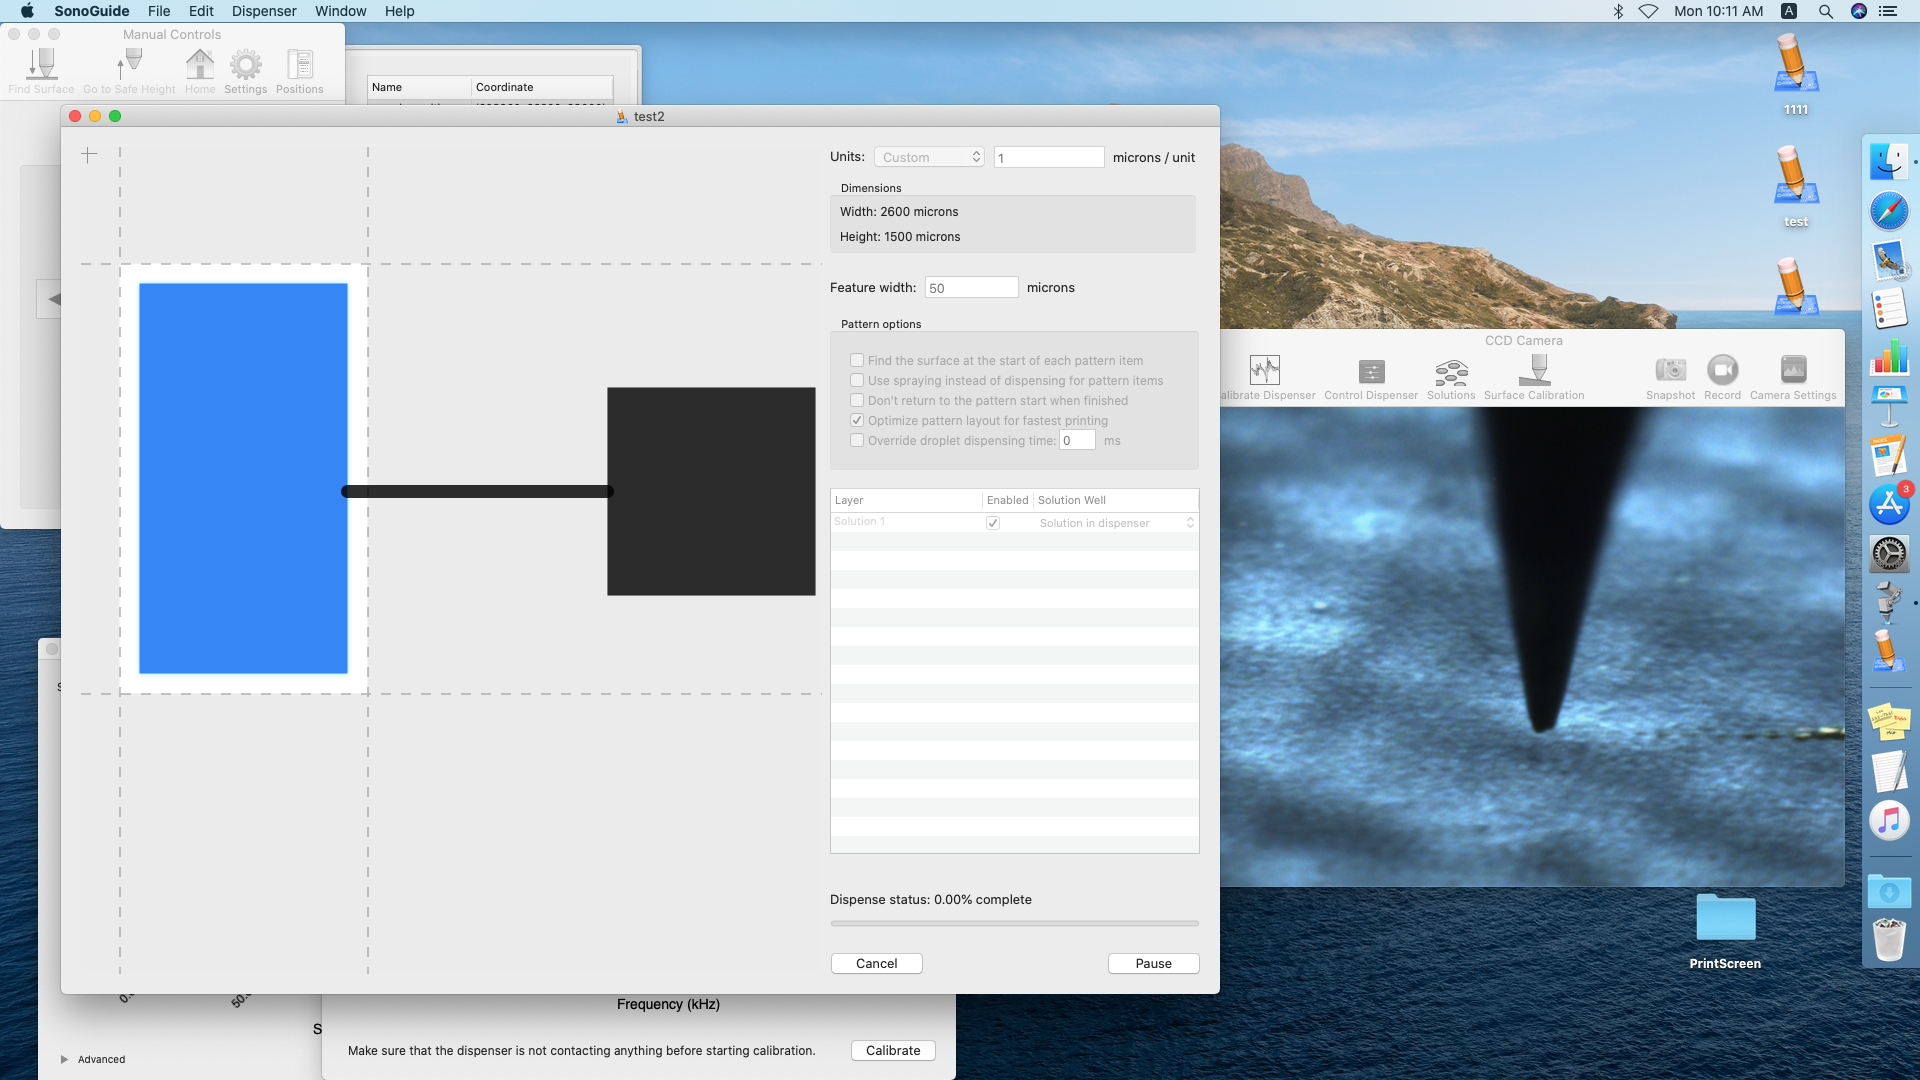 SonoGuide File Edit Dispenser Window Help
Mon 10:11 AM A
Manual Controls
Find Surface Go to Safe Height Home Settings Positions
Name Coordinate
test2
Units: Custom 1 microns / unit
Dimensions
Width: 2600 microns
Height: 1500 microns
Feature width: 50 microns
Pattern options
Find the surface at the start of each pattern item
Use spraying instead of dispensing for pattern items
Don't return to the pattern start when finished
Optimize pattern layout for fastest printing
Override droplet dispensing time: 0 ms
Layer Enabled Solution Well
Solution 1 Solution in dispenser
Dispense status: 0.00% complete
Cancel Pause
CCD Camera
alibrate Dispenser Control Dispenser Solutions Surface Calibration Snapshot Record Camera Settings
1111
test
3
PrintScreen
Frequency (kHz)
S
Make sure that the dispenser is not contacting anything before starting calibration. Calibrate
Advanced